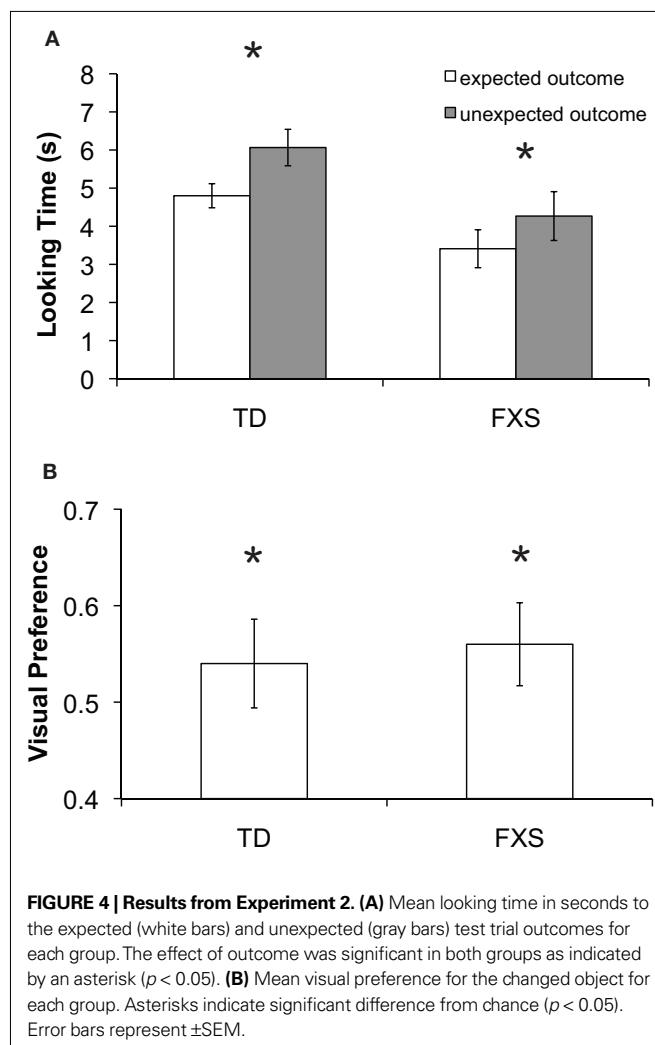 A
*
8
7
6
5
4
3
2
1
0
Looking Time (s)
expected outcome
unexpected outcome
*
TD
FXS
B
0.7
0.6
0.5
0.4
Visual Preference
*
*
TD
FXS
FIGURE 4 | Results from Experiment 2. (A) Mean looking time in seconds to
the expected (white bars) and unexpected (gray bars) test trial outcomes for
each group. The effect of outcome was significant in both groups as indicated
by an asterisk (p < 0.05). (B) Mean visual preference for the changed object for
each group. Asterisks indicate significant difference from chance (p < 0.05).
Error bars represent ±SEM.